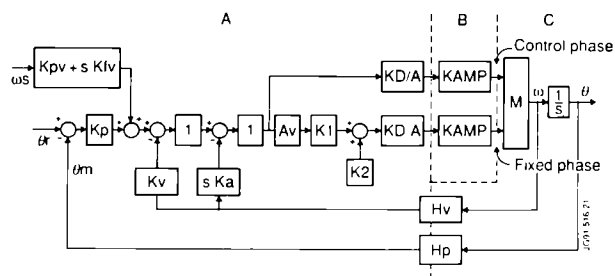 A
B
C
Kpv + s Kfv
ωs
KD/A
KAMP
Control phase
M
ω
1
s
θ
θr
Kp
1
1
Av
K1
KD A
KAMP
Fixed phase
θm
K2
Kv
s Ka
Hv
Hp